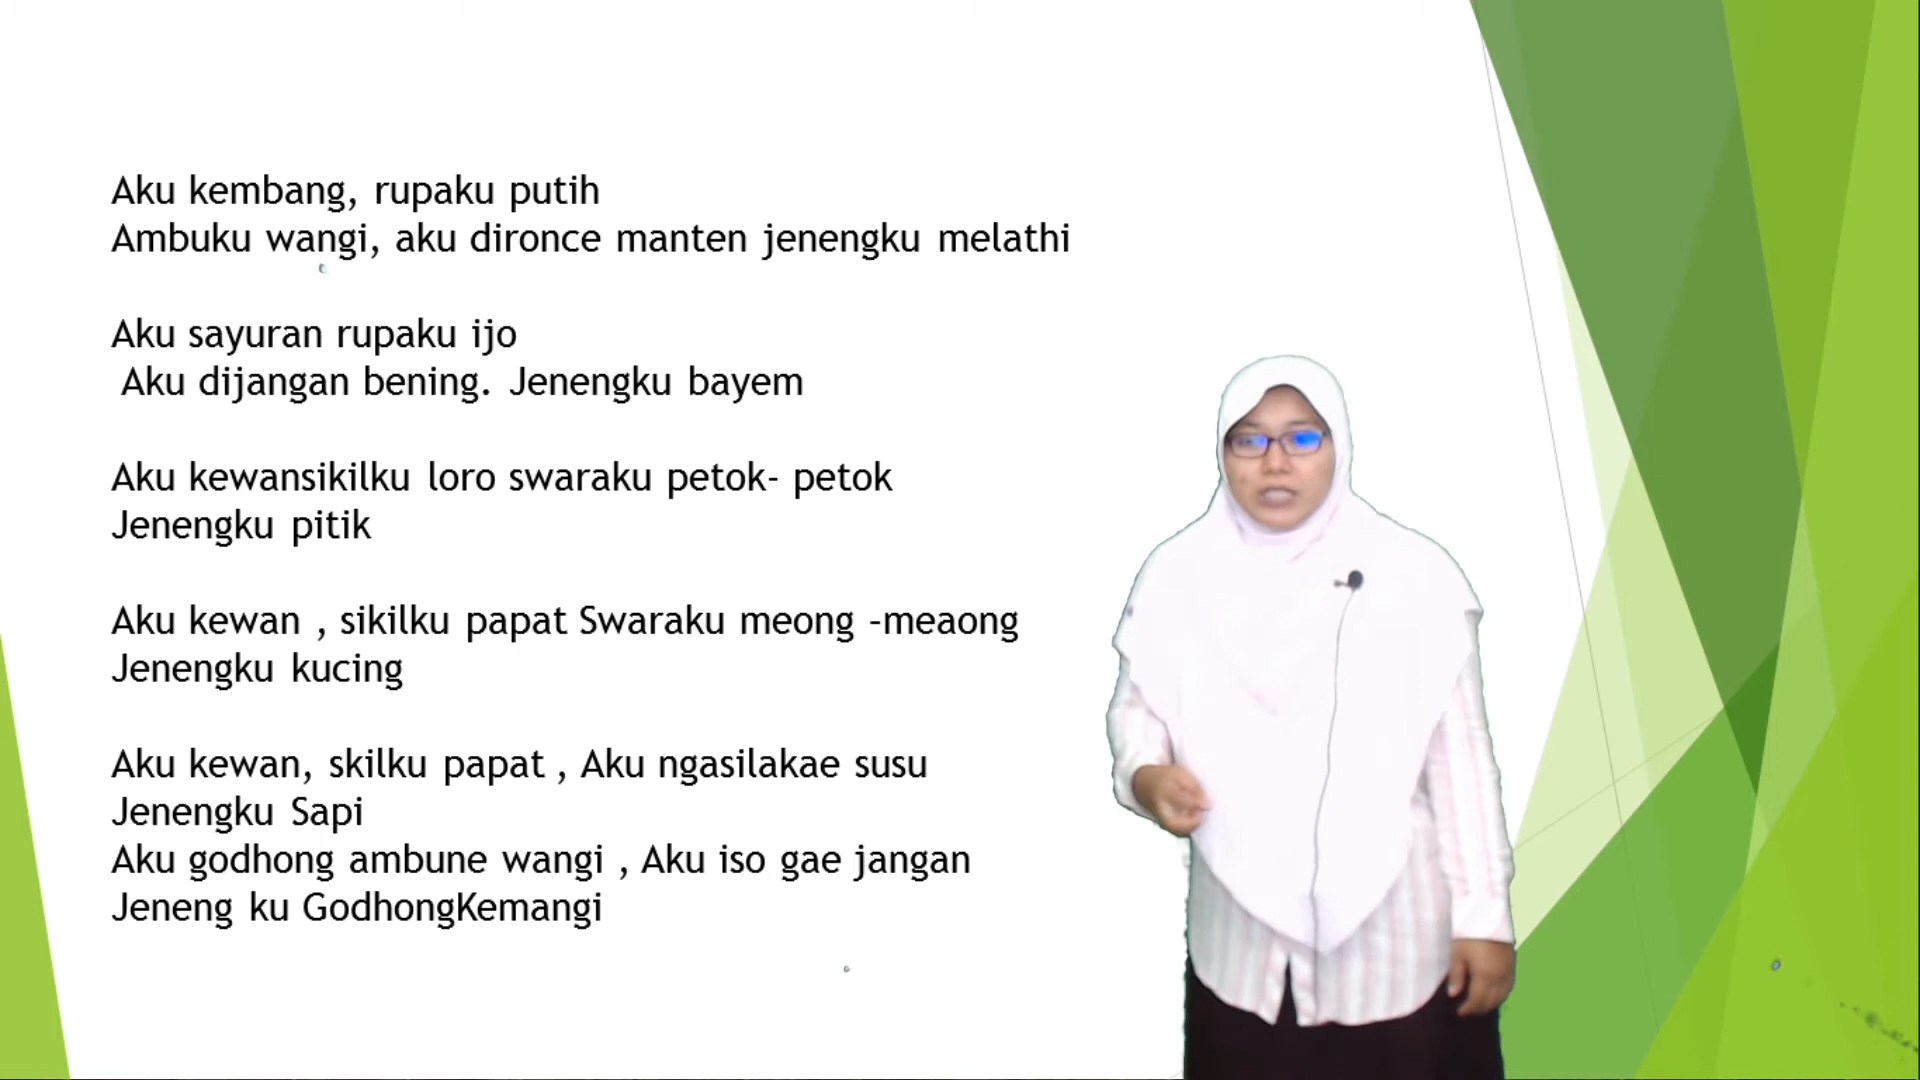 Aku kembang, rupaku putih
Ambuku wangi, aku dironce manten jenengku melathi
Aku sayuran rupaku ijo
Aku dijangan bening. Jenengku bayem
Aku kewansikilku loro swaraku petok- petok
Jenengku pitik
Aku kewan , sikilku papat Swaraku meong -meaong
Jenengku kucing
Aku kewan, skilku papat , Aku ngasilakae susu
Jenengku Sapi
Aku godhong ambune wangi , Aku iso gae jangan
Jeneng ku GodhongKemangi